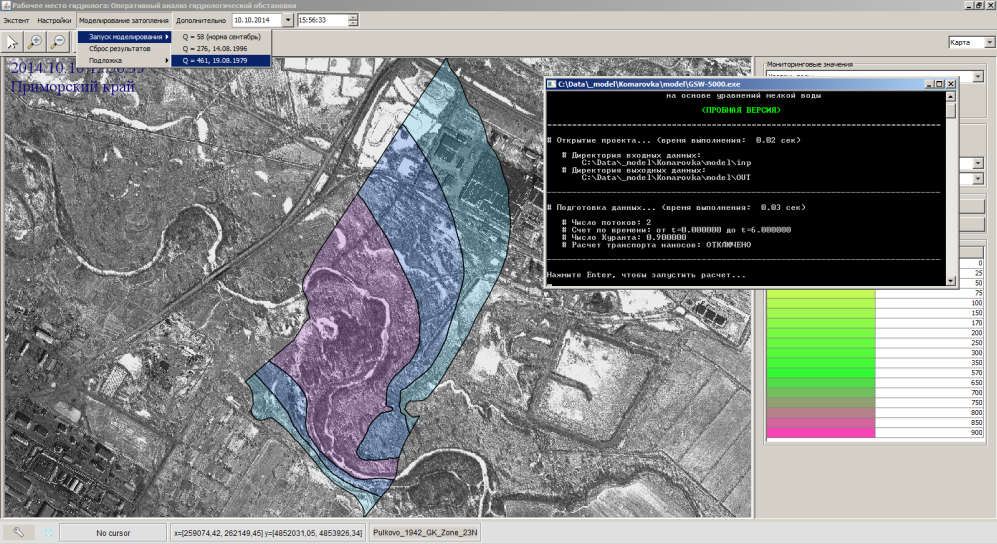 Рабочее место гидролога: Оперативный анализ гидрологической обстановки
Экстент Настройки Моделирование затопления Дополнительно 10.10.2014 15:56:33
Запуск моделирования
Сброс результатов
Подложка
Q = 58 (норма сентябрь)
Q = 276, 14.08.1996
Q = 461, 19.08.1979
Карта
Приморский край
Мониторинговые значения
C:\Data\_model\Komarovka\model\GSW-5000.exe
на основе уравнений мелкой воды
<ПРОБНАЯ ВЕРСИЯ>
# Открытие проекта... (время выполнения: 0.02 сек)
# Директория входных данных:
C:\Data\_model\Komarovka\model\inp
# Директория выходных данных:
C:\Data\_model\Komarovka\model\OUT
# Подготовка данных... (время выполнения: 0.03 сек)
# Число потоков: 2
# Счет по времени: от t=0.000000 до t=6.000000
# Число Куранта: 0.900000
# Расчет транспорта наносов: ОТКЛЮЧЕНО
Нажмите Enter, чтобы запустить расчет...
0
25
50
75
100
150
170
200
250
300
350
570
650
700
750
800
850
900
No cursor
x=[259074,42, 262149,45] y=[4852031,05, 4853926,34]
Pulkovo_1942_GK_Zone_23N